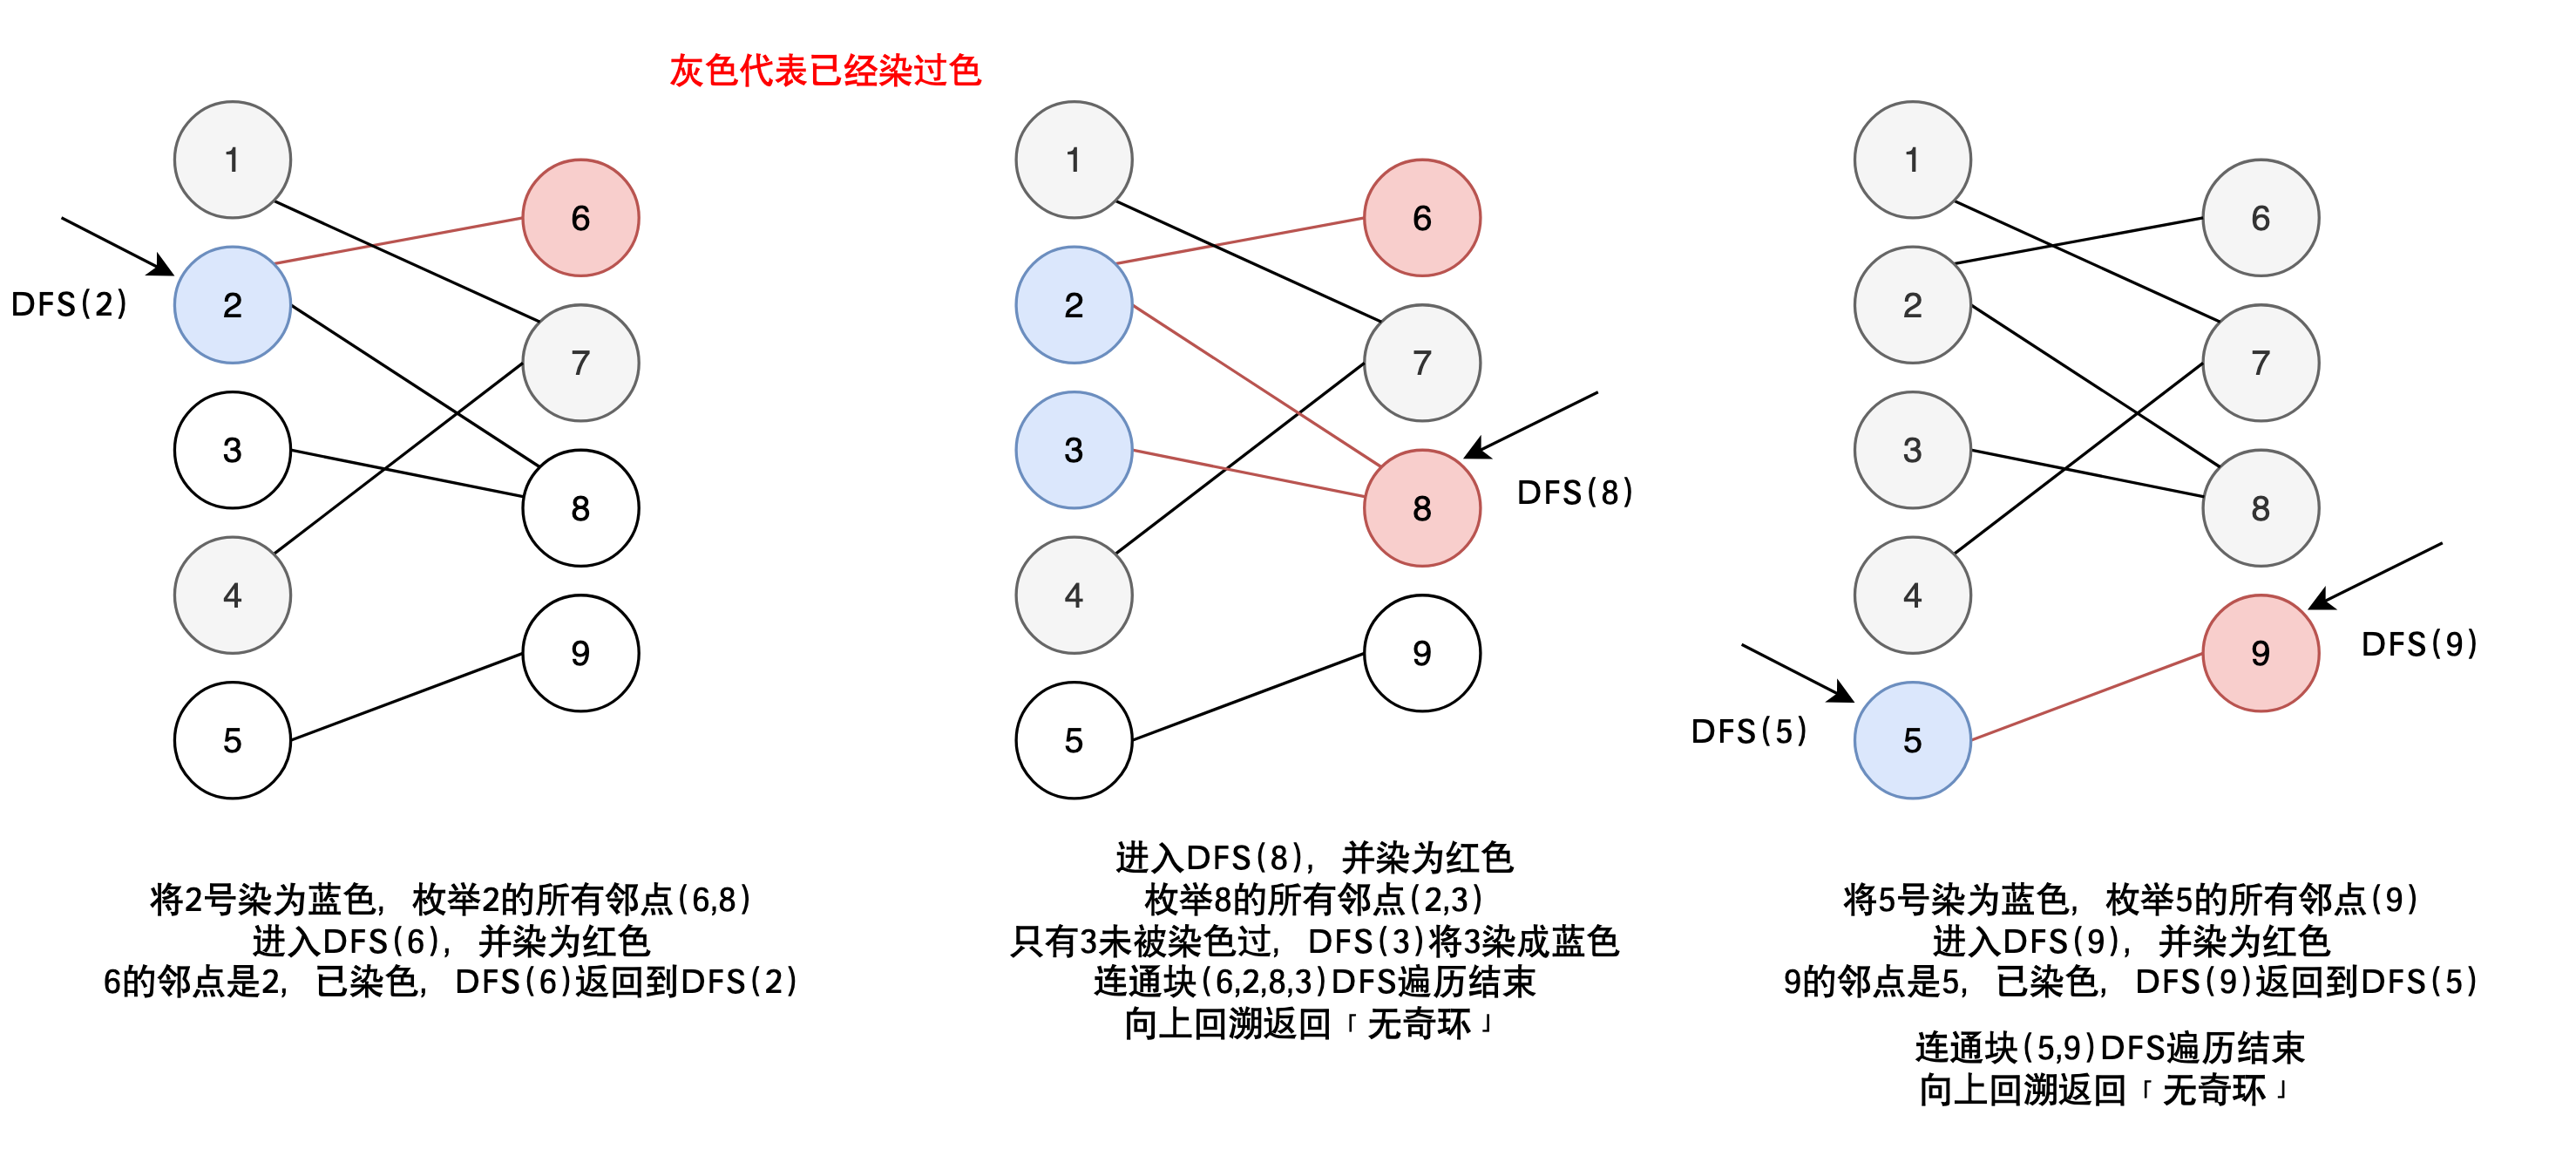 灰色代表已经染过色
1
6
2
7
3
8
4
9
5
DFS(2)
将2号染为蓝色，枚举2的所有邻点(6,8)
进入DFS(6)，并染为红色
6的邻点是2，已染色，DFS(6)返回到DFS(2)
1
6
2
7
3
8
4
9
5
DFS(8)
进入DFS(8)，并染为红色
枚举8的所有邻点(2,3)
只有3未被染色过，DFS(3)将3染成蓝色
连通块(6,2,8,3)DFS遍历结束
向上回溯返回「无奇环」
1
6
2
7
3
8
4
9
5
DFS(9)
DFS(5)
将5号染为蓝色，枚举5的所有邻点(9)
进入DFS(9)，并染为红色
9的邻点是5，已染色，DFS(9)返回到DFS(5)
连通块(5,9)DFS遍历结束
向上回溯返回「无奇环」